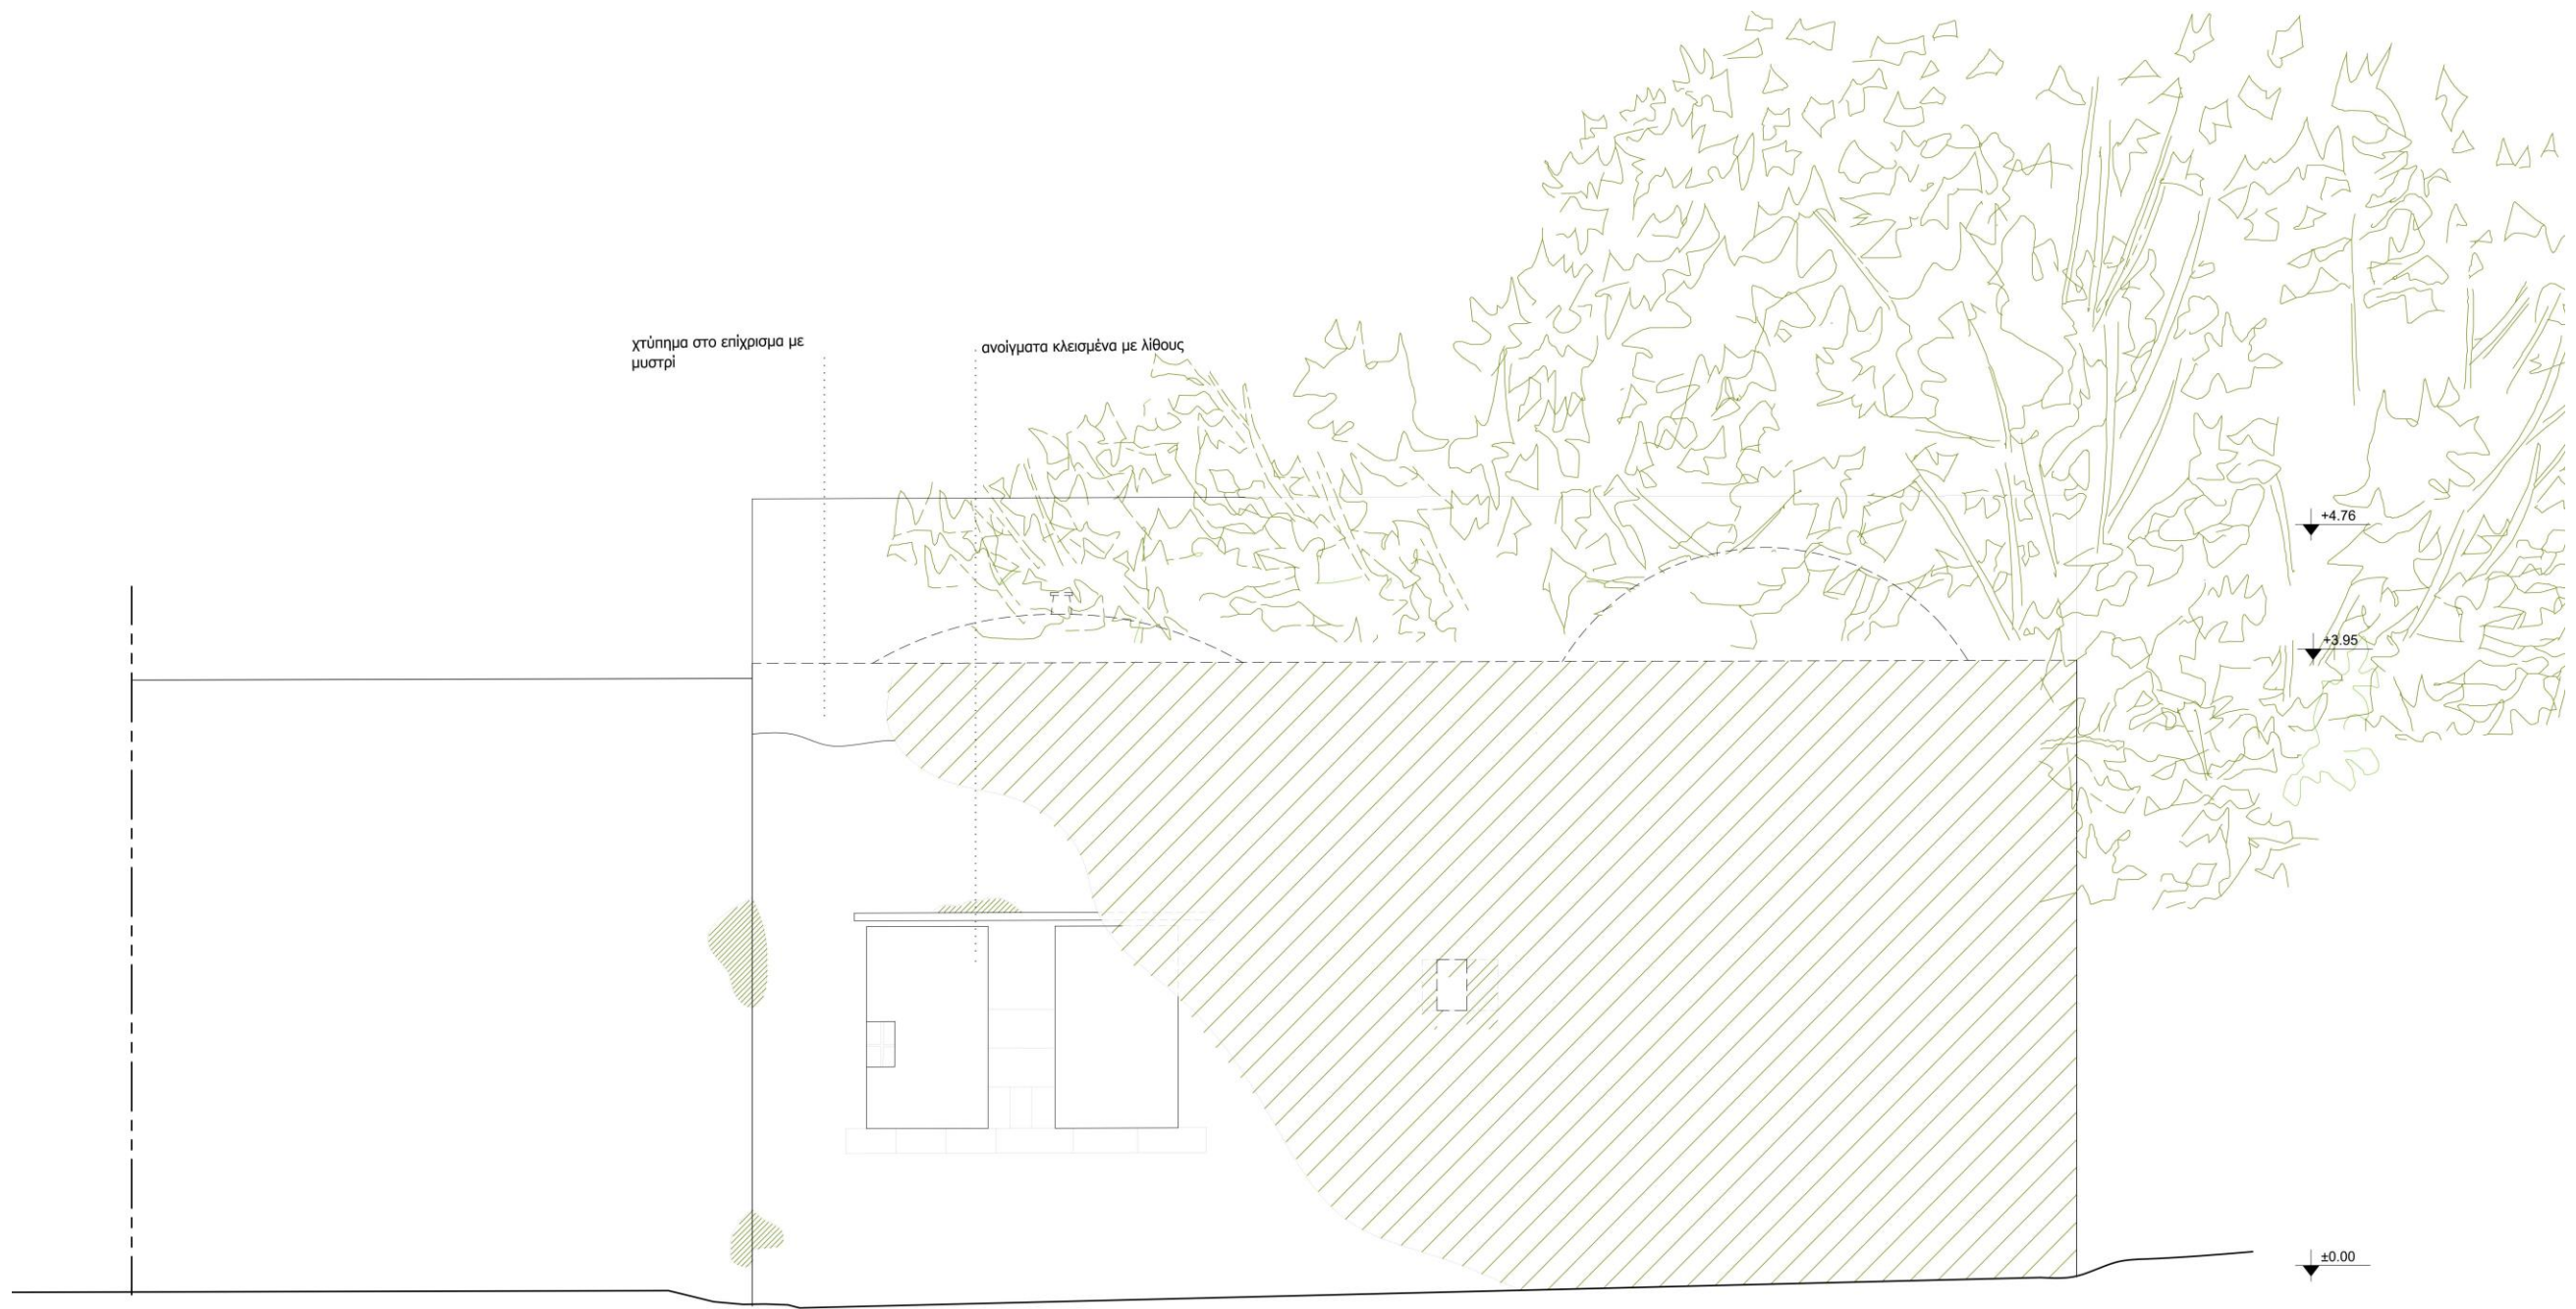 χτύπημα στο επίχρισμα με
μυστρί
ανοίγματα κλεισμένα με λίθους
+4.76
+3.95
±0.00